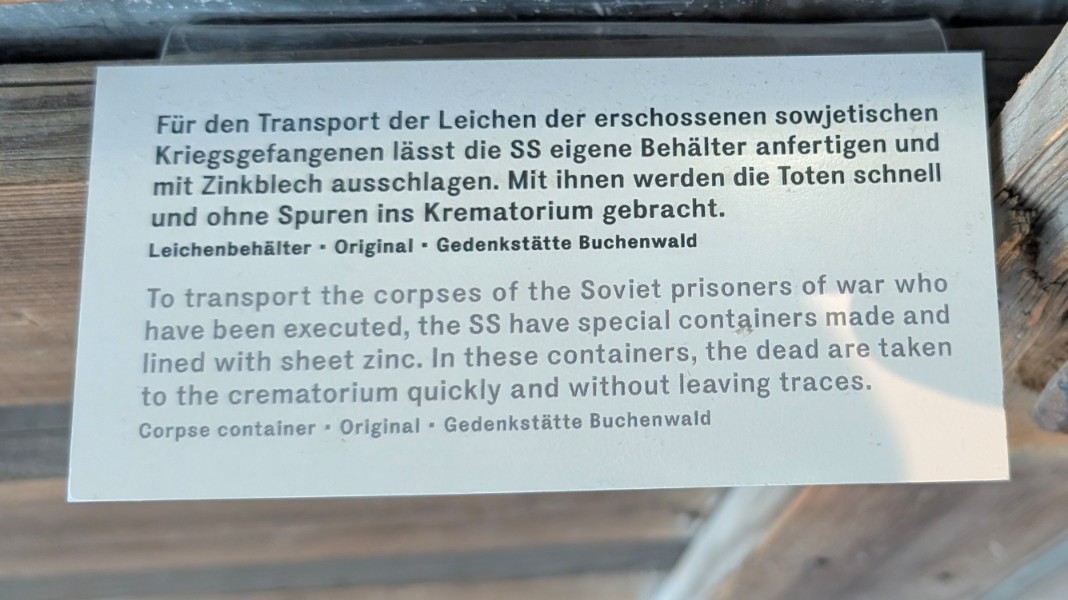 Für den Transport der Leichen der erschossenen sowjetischen
Kriegsgefangenen lässt die SS eigene Behälter anfertigen und
mit Zinkblech ausschlagen. Mit ihnen werden die Toten schnell
und ohne Spuren ins Krematorium gebracht.
Leichenbehälter · Original · Gedenkstätte Buchenwald
To transport the corpses of the Soviet prisoners of war who
have been executed, the SS have special containers made and
lined with sheet zinc. In these containers, the dead are taken
to the crematorium quickly and without leaving traces.
Corpse container · Original · Gedenkstätte Buchenwald